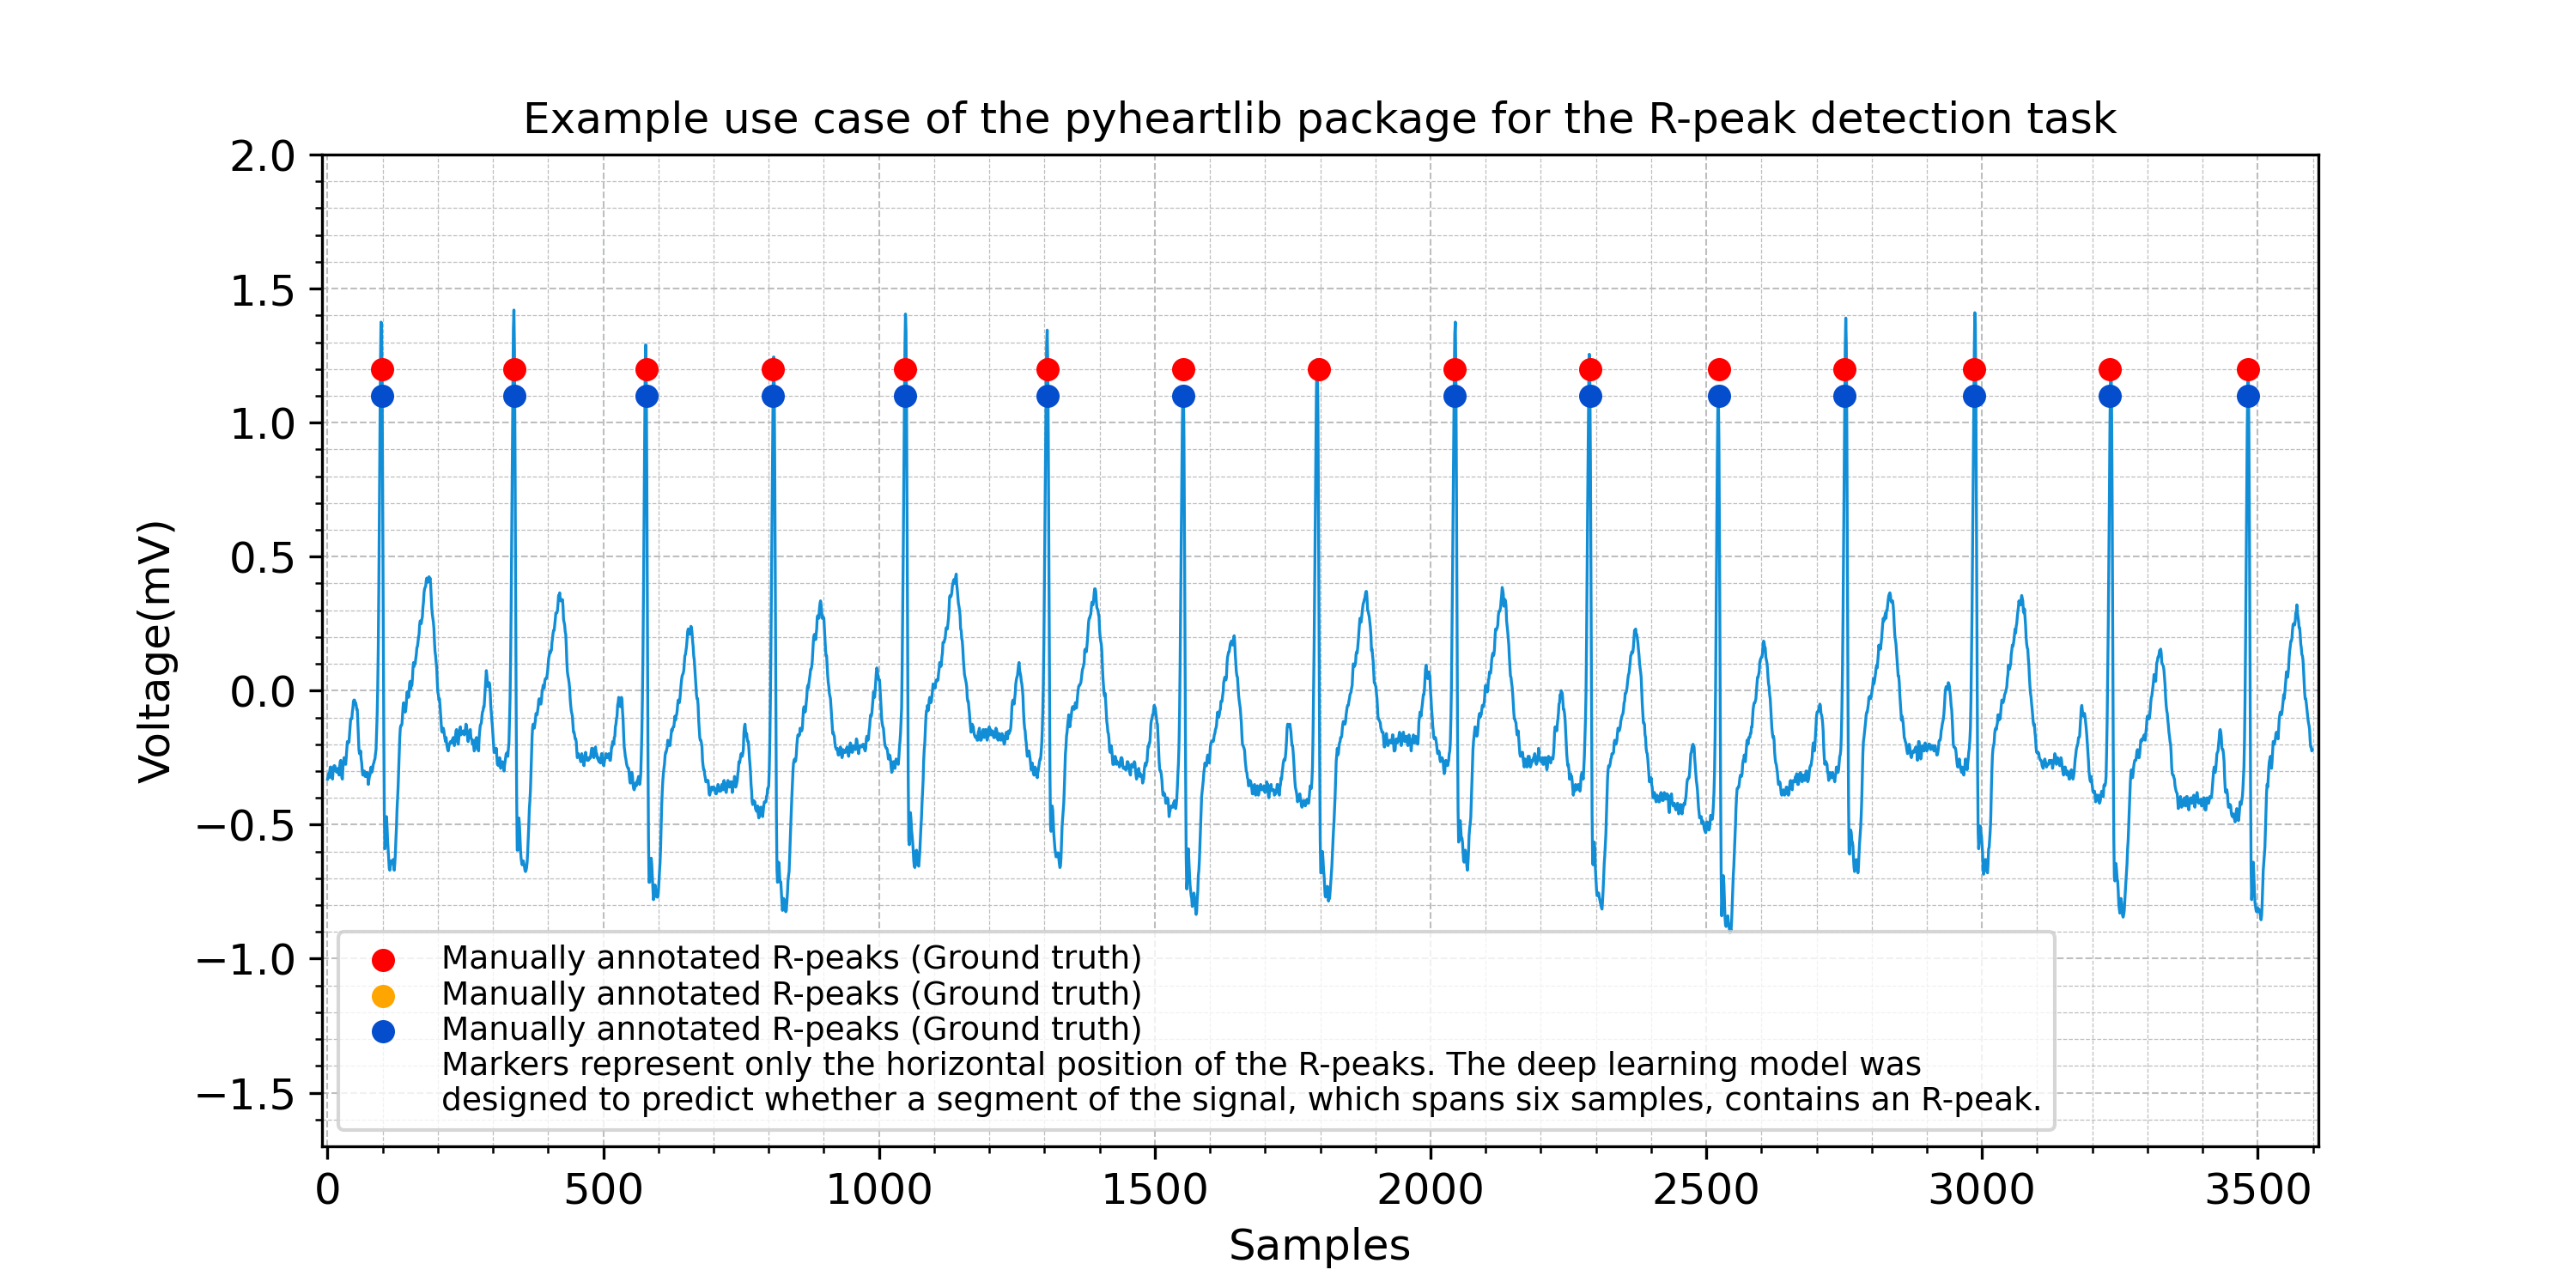 Example use case of the pyheartlib package for the R-peak detection task
2.0
1.5
1.0
0.5
0.0
−0.5
−1.0
−1.5
Voltage(mV)
Manually annotated R-peaks (Ground truth)
Manually annotated R-peaks (Ground truth)
Manually annotated R-peaks (Ground truth)
Markers represent only the horizontal position of the R-peaks. The deep learning model was
designed to predict whether a segment of the signal, which spans six samples, contains an R-peak.
0 500 1000 1500 2000 2500 3000 3500
Samples